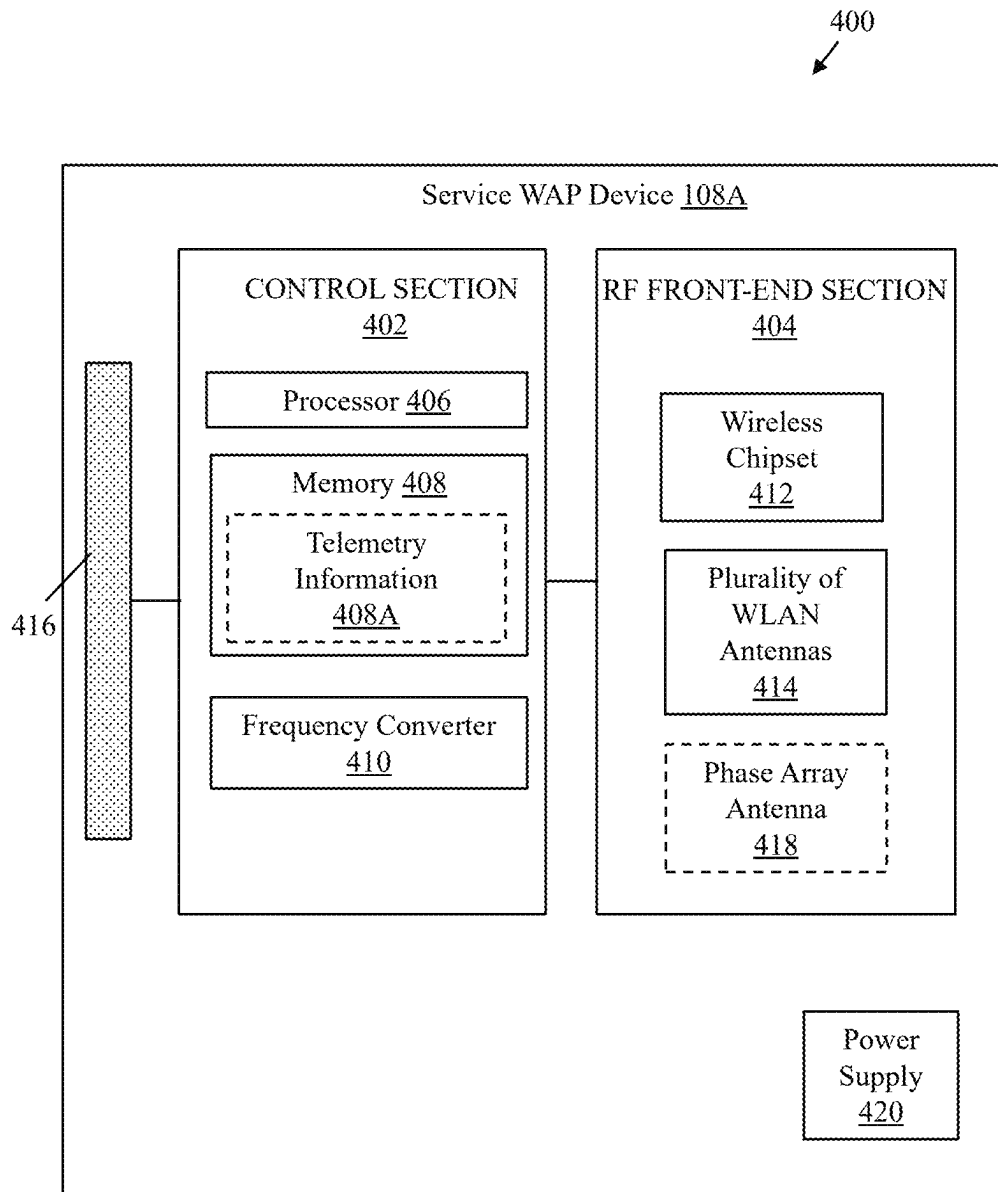 400
Service WAP Device 108A
CONTROL SECTION
402
Processor 406
Memory 408
Telemetry
Information
408A
Frequency Converter
410
416
RF FRONT-END SECTION
404
Wireless
Chipset
412
Plurality of
WLAN
Antennas
414
Phase Array
Antenna
418
Power
Supply
420